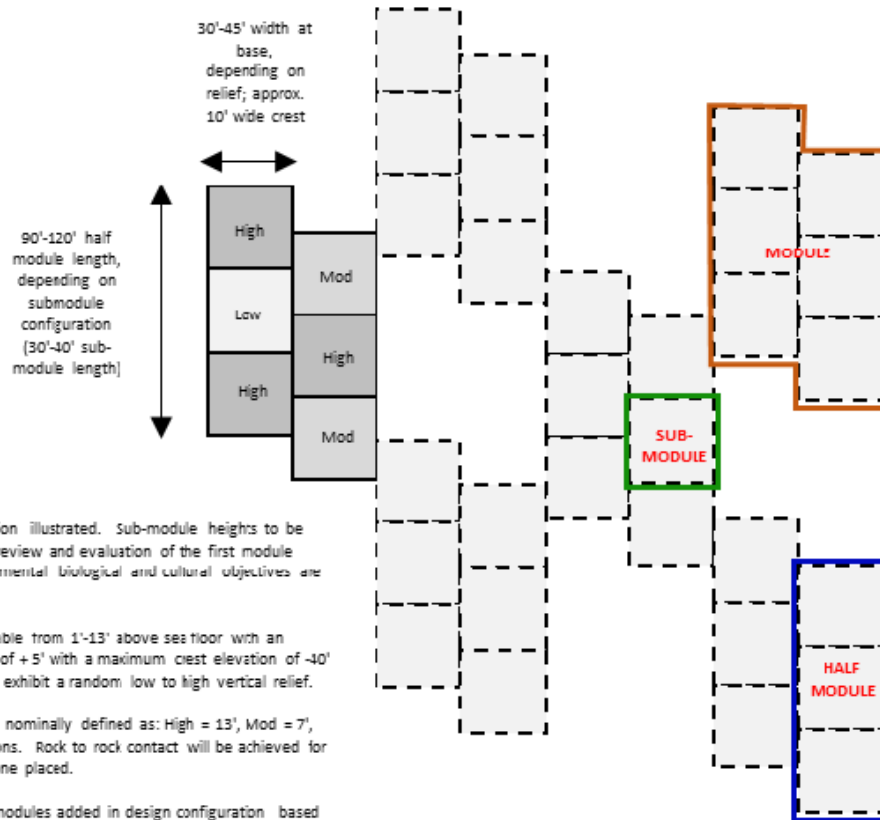 30'-45' width at
base,
depending on
relief; approx.
10' wide crest
90'-120' half
module length,
depending on
submodule
configuration
(30'-40' sub-
module length)
High
Low
High
Mod
High
Mod
MODULE
SUB-
MODULE
HALF
MODULE
ion illustrated. Sub-module heights to be
eview and evaluation of the first module
mental biological and cultural objectives are
able from 1'-13' above sea floor with an
of + 5' with a maximum crest elevation of -40'
exhibit a random low to high vertical relief.
nominally defined as: High = 13', Mod = 7',
ons. Rock to rock contact will be achieved for
ne placed.
modules added in design configuration based